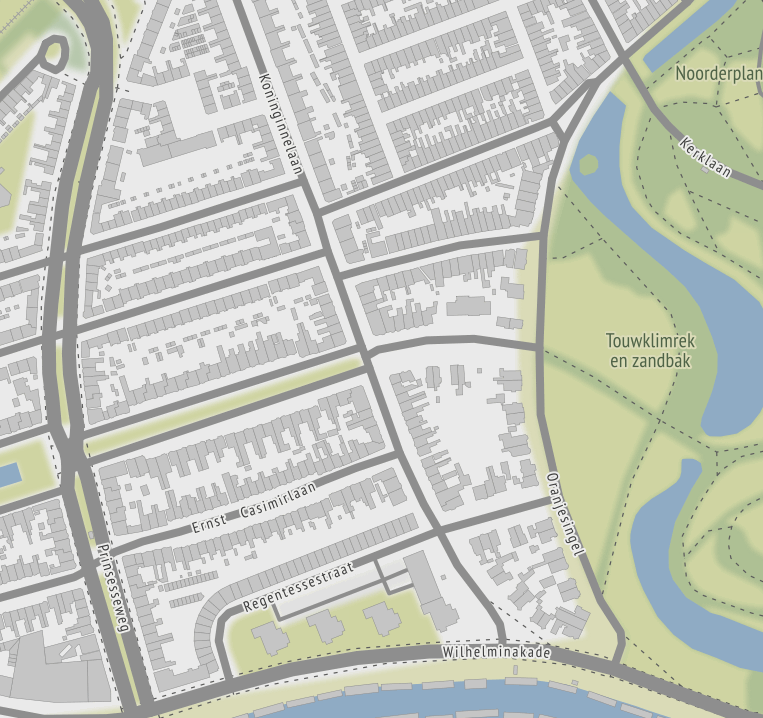 Noorderplan
Koninginnelaan
Kerklaan
Touwklimrek
en zandbak
Ernst Casimirlaan
Oranjesingel
Prinsesseweg
Regentessestraat
Wilhelminakade